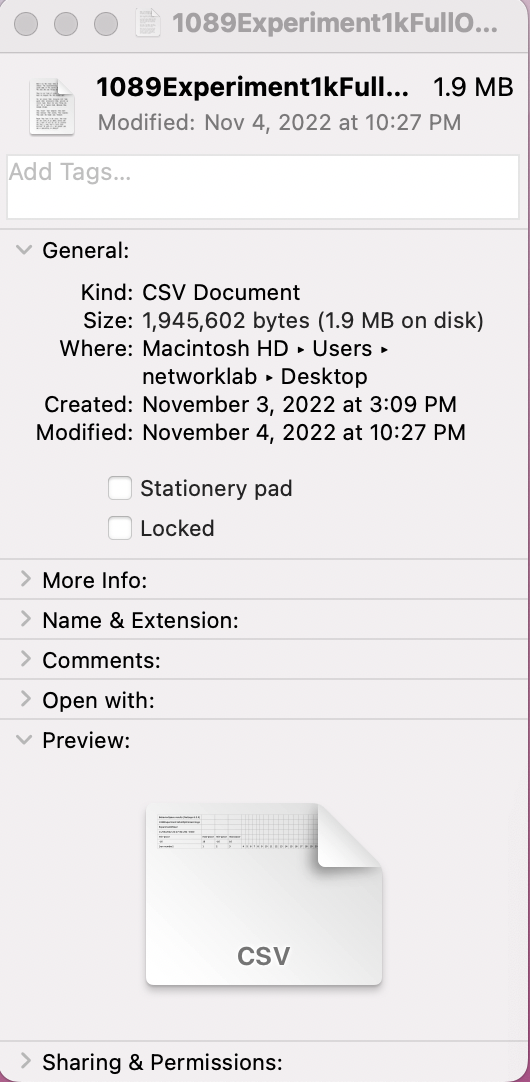 1089Experiment1kFullO...
1089Experiment1kFull... 1.9 MB
Modified: Nov 4, 2022 at 10:27 PM
Add Tags...
General:
Kind: CSV Document
Size: 1,945,602 bytes (1.9 MB on disk)
Where: Macintosh HD ▸ Users ▸
networklab ▸ Desktop
Created: November 3, 2022 at 3:09 PM
Modified: November 4, 2022 at 10:27 PM
Stationery pad
Locked
More Info:
Name & Extension:
Comments:
Open with:
Preview:
CSV
Sharing & Permissions: